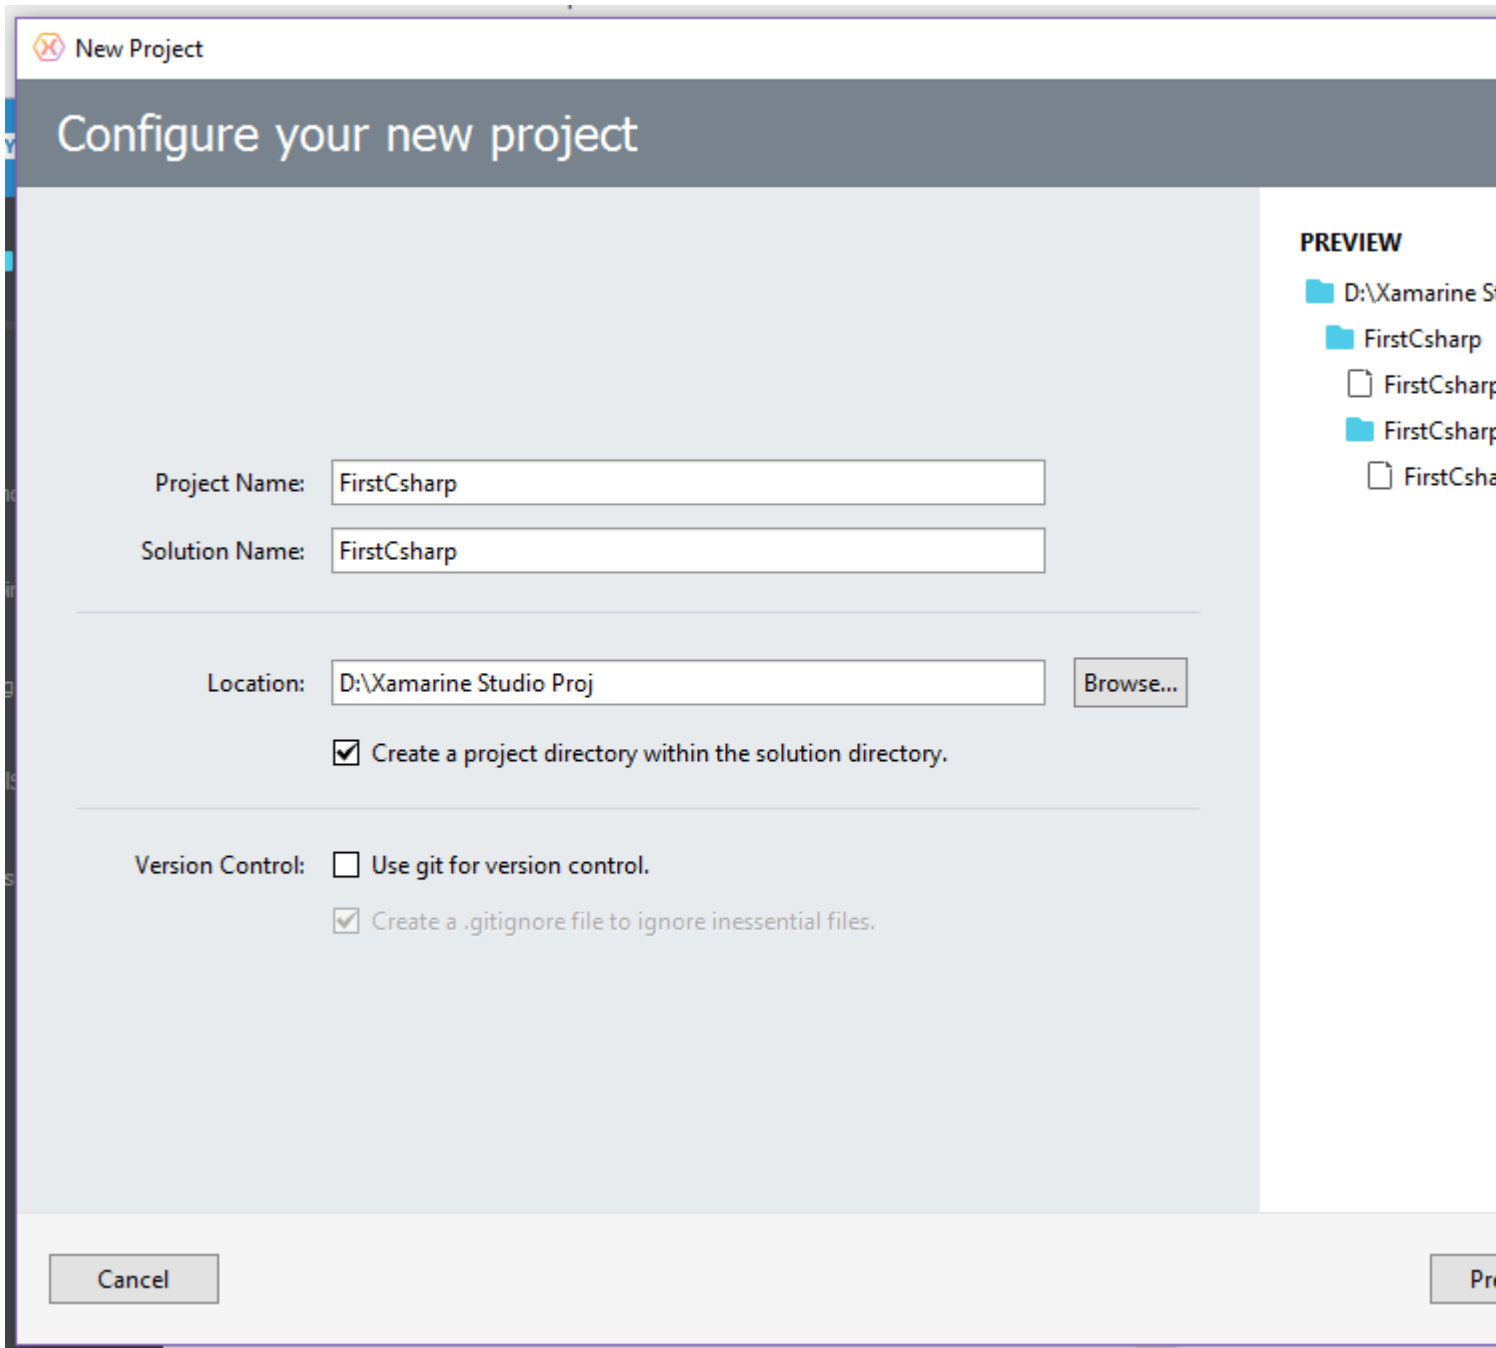 New Project
Configure your new project
PREVIEW
D:\Xamarine
FirstCsharp
FirstCsharp
FirstCsharp
Project Name: FirstCsharp
Solution Name: FirstCsharp
Location: D:\Xamarine Studio Proj Browse...
Create a project directory within the solution directory.
Version Control: Use git for version control.
Create a .gitignore file to ignore inessential files.
Cancel